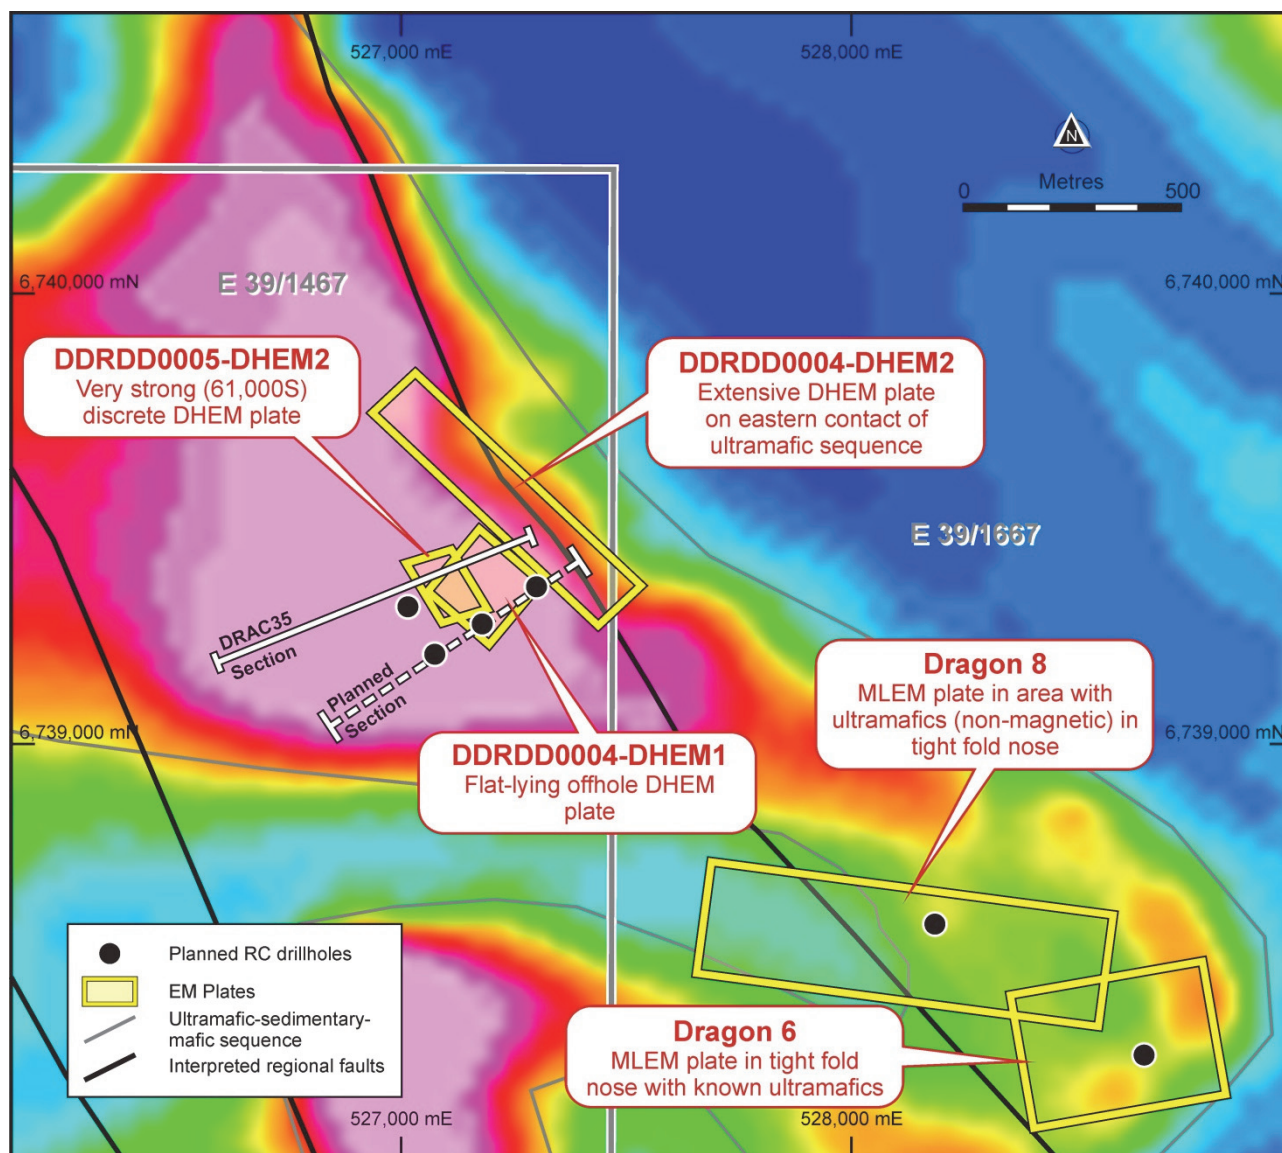 527,000 mE
528,000 mE
N
Metres
0
500
6,740,000 mN
6,740,000 mN
E 39/1467
DDRDD0005-DHEM2
Very strong (61,000S)
discrete DHEM plate
DDRDD0004-DHEM2
Extensive DHEM plate
on eastern contact of
ultramafic sequence
E 39/1667
DRAC35
Section
Planned
Section
Dragon 8
MLEM plate in area with
ultramafics (non-magnetic) in
tight fold nose
6,739,000 mN
6,739,000 mN
DDRDD0004-DHEM1
Flat-lying offhole DHEM
plate
Planned RC drillholes
EM Plates
Ultramafic-sedimentary-
mafic sequence
Interpreted regional faults
Dragon 6
MLEM plate in tight fold
nose with known ultramafics
527,000 mE
528,000 mE